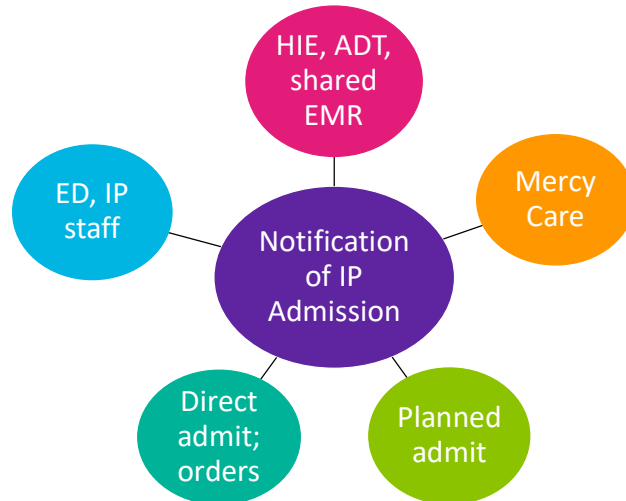 HIE, ADT,
shared
EMR
Mercy
Care
ED, IP
staff
Notification
of IP
Admission
Direct
admit;
orders
Planned
admit